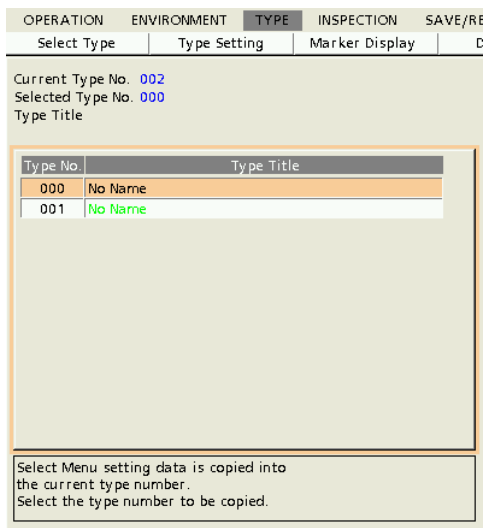 OPERATION ENVIRONMENT TYPE INSPECTION SAVE/RE
Select Type Type Setting Marker Display D
Current Type No. 002
Selected Type No. 000
Type Title
Type No. Type Title
000 No Name
001 No Name
Select Menu setting data is copied into
the current type number.
Select the type number to be copied.